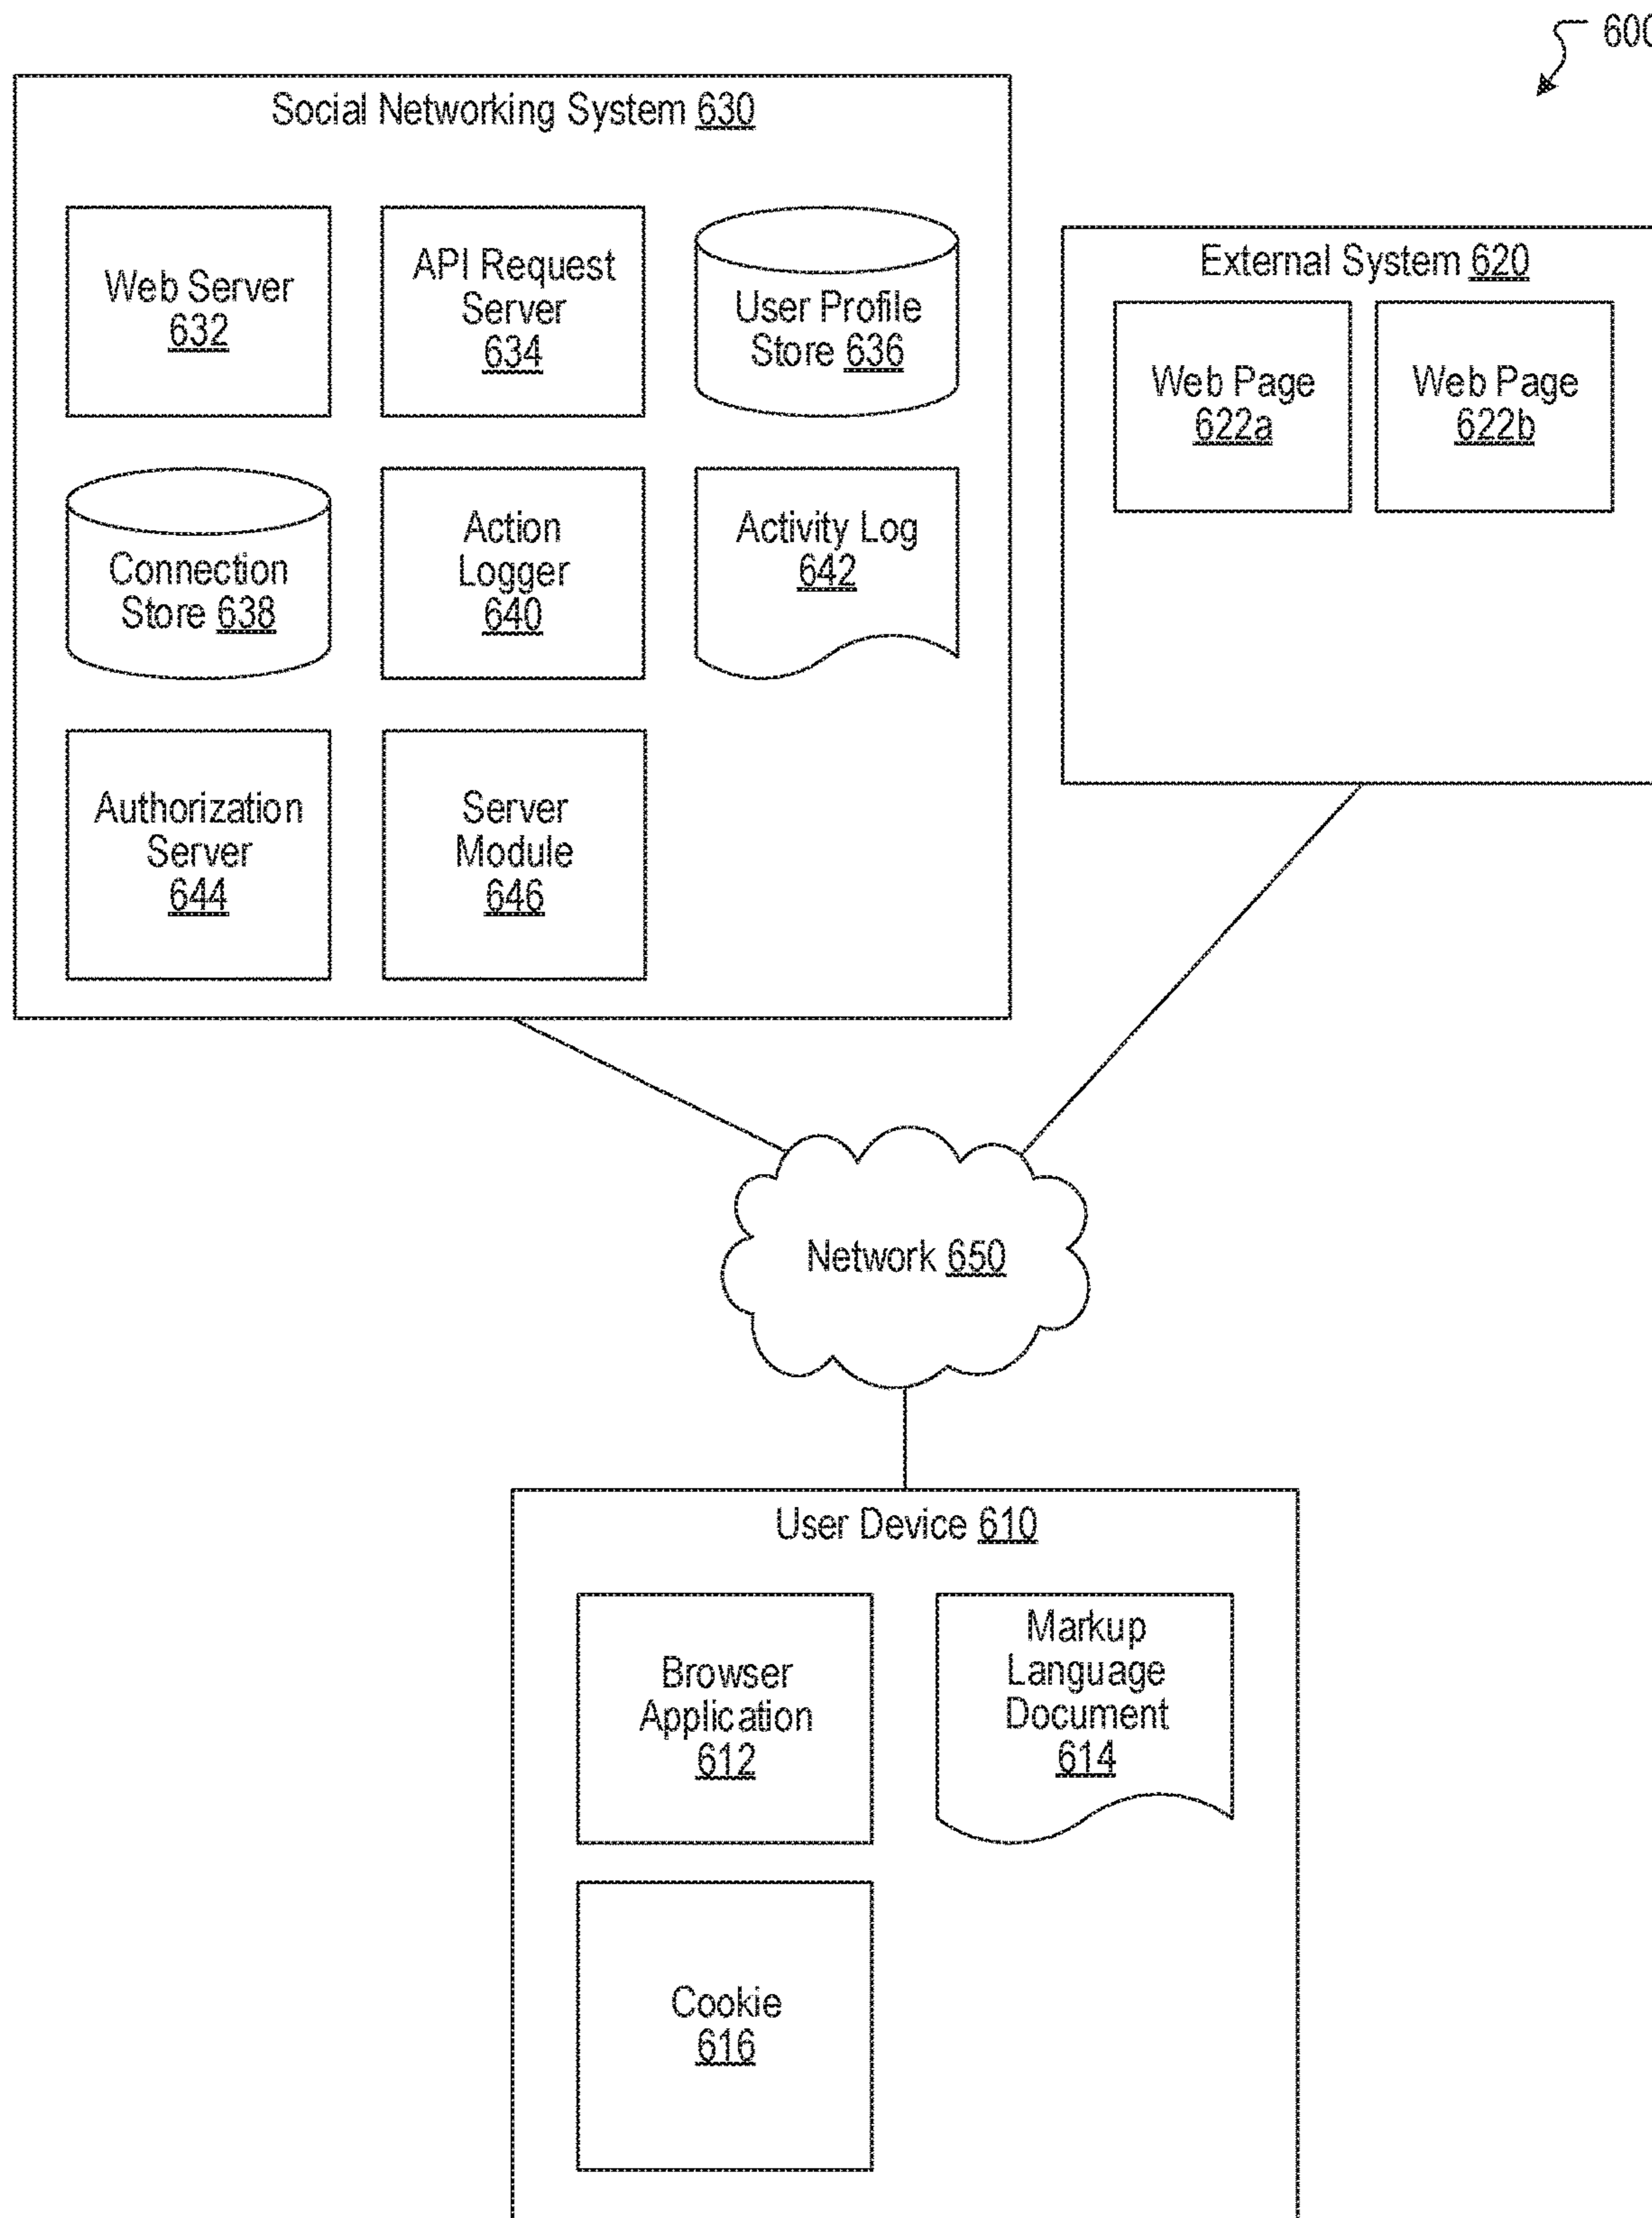 600
Social Networking System 630
Web Server
632
API Request
Server
634
User Profile
Store 636
Connection
Store 638
Action
Logger
640
Activity Log
642
Authorization
Server
644
Server
Module
646
External System 620
Web Page
622a
Web Page
622b
Network 650
User Device 610
Browser
Application
612
Markup
Language
Document
614
Cookie
616